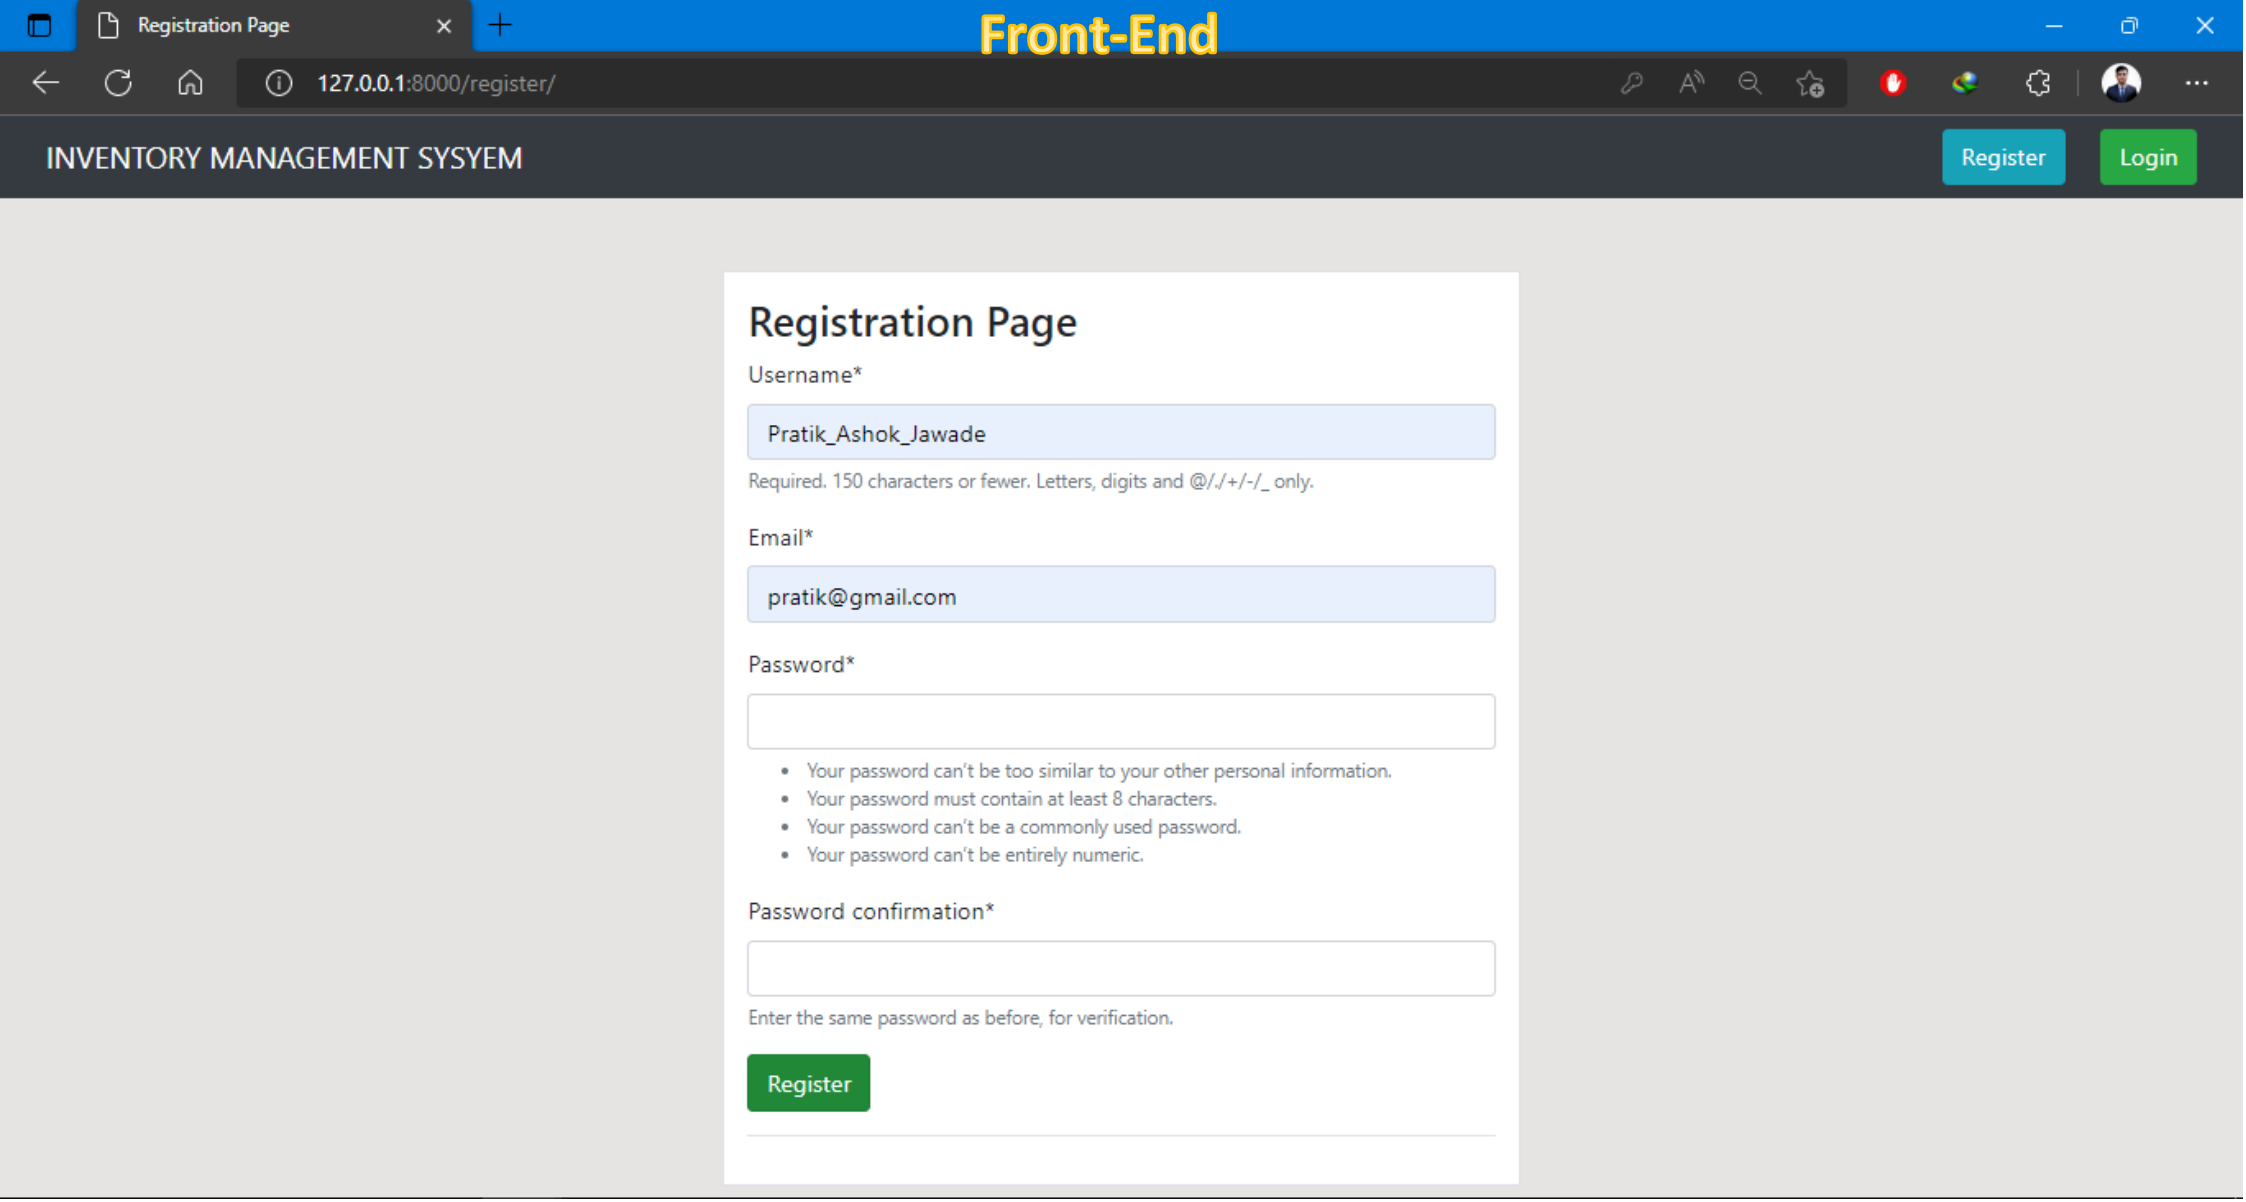 Registration Page
Front-End
127.0.0.1:8000/register/
INVENTORY MANAGEMENT SYSYEM
Register
Login
Registration Page
Username*
Pratik_Ashok_Jawade
Required. 150 characters or fewer. Letters, digits and @/./+/-/_ only.
Email*
pratik@gmail.com
Password*
• Your password can't be too similar to your other personal information.
• Your password must contain at least 8 characters.
• Your password can't be a commonly used password.
• Your password can't be entirely numeric.
Password confirmation*
Enter the same password as before, for verification.
Register